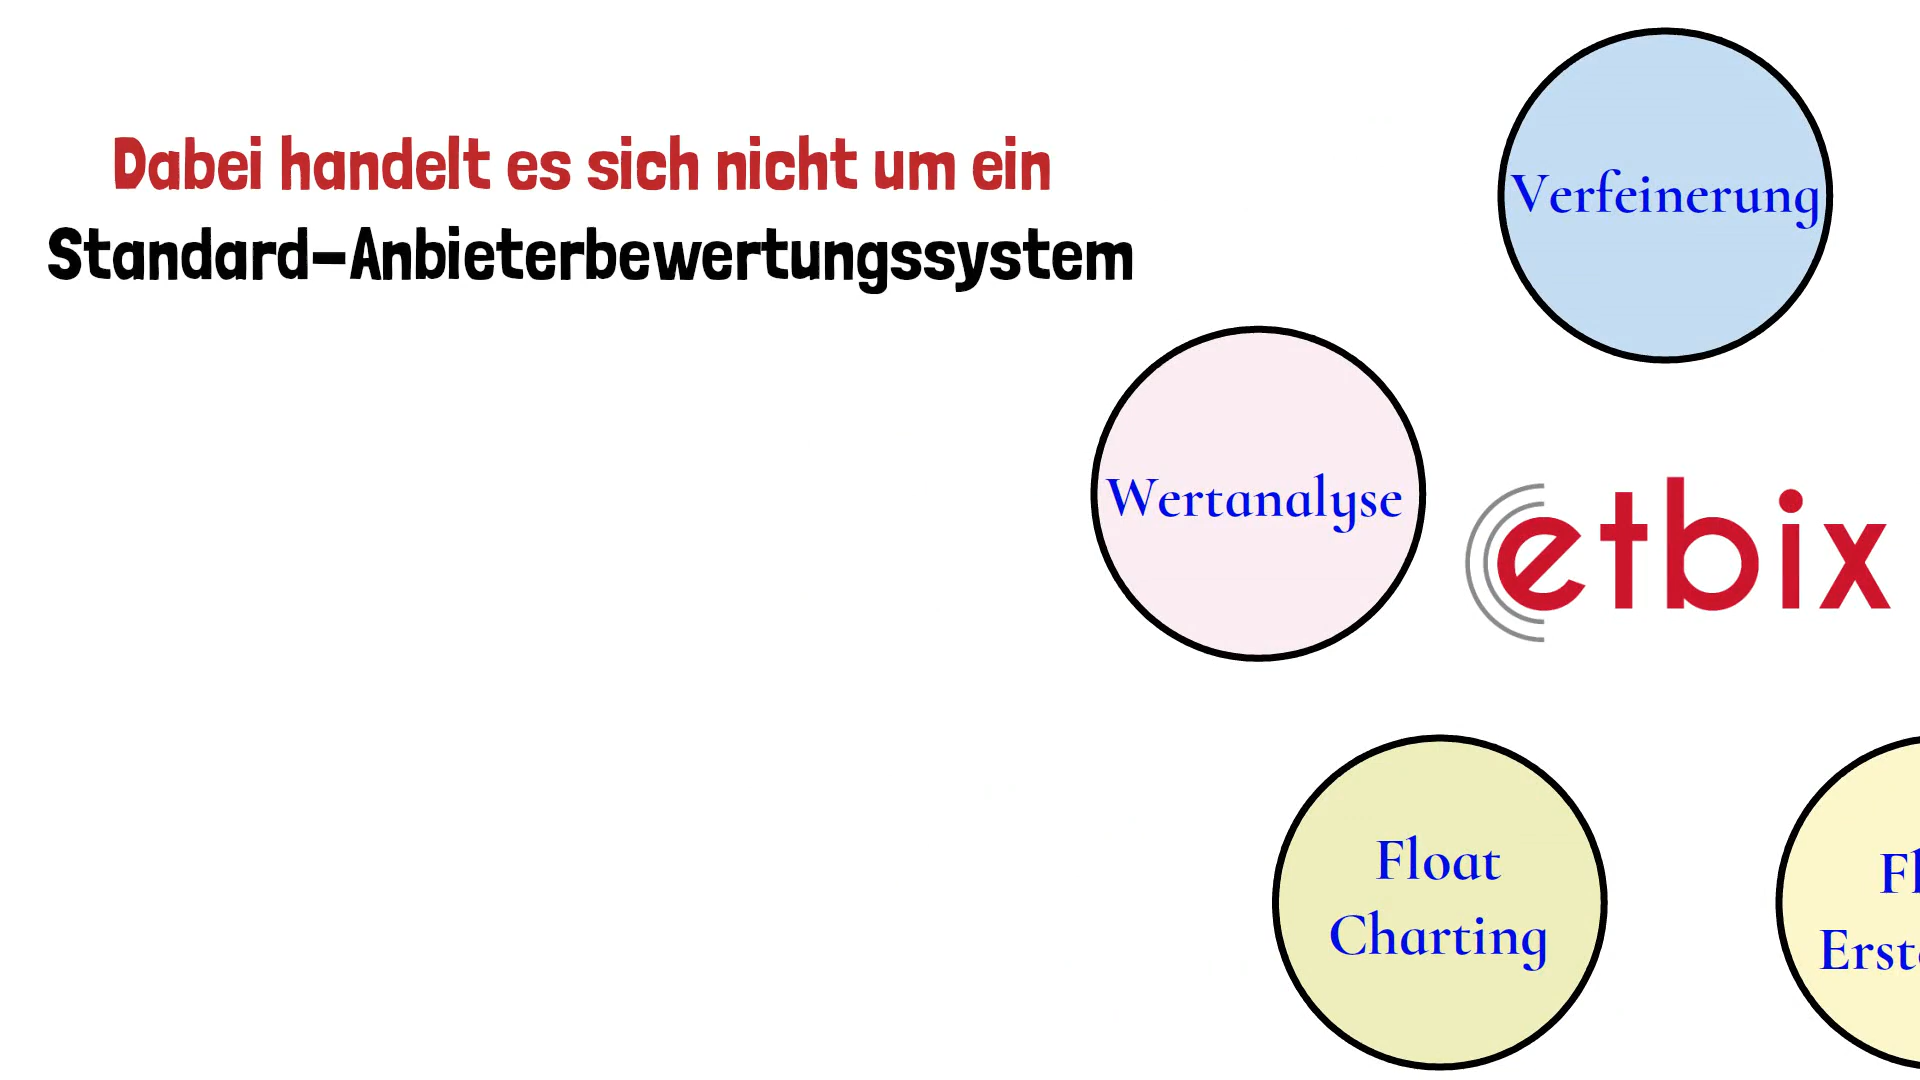 Dabei handelt es sich nicht um ein
Standard-Anbieterbewertungssystem
Verfeinerung
Wertanalyse
etbix
Float
Charting